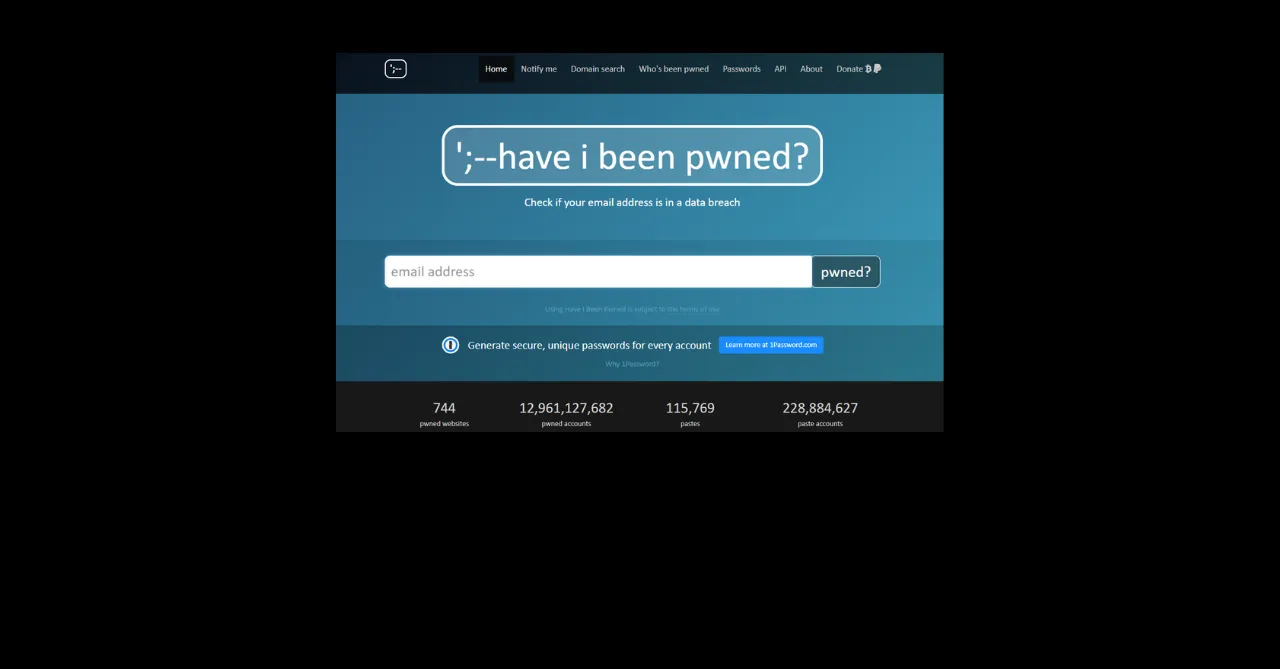 ';--
Home Notify me Domain search Who's been pwned Passwords API About Donate
';--have i been pwned?
Check if your email address is in a data breach
email address pwned?
Using Have I Been Pwned is subject to the terms of use
Generate secure, unique passwords for every account Learn more at 1Password.com
Why 1Password?
744 12,961,127,682 115,769 228,884,627
pwned websites pwned accounts pastes paste accounts